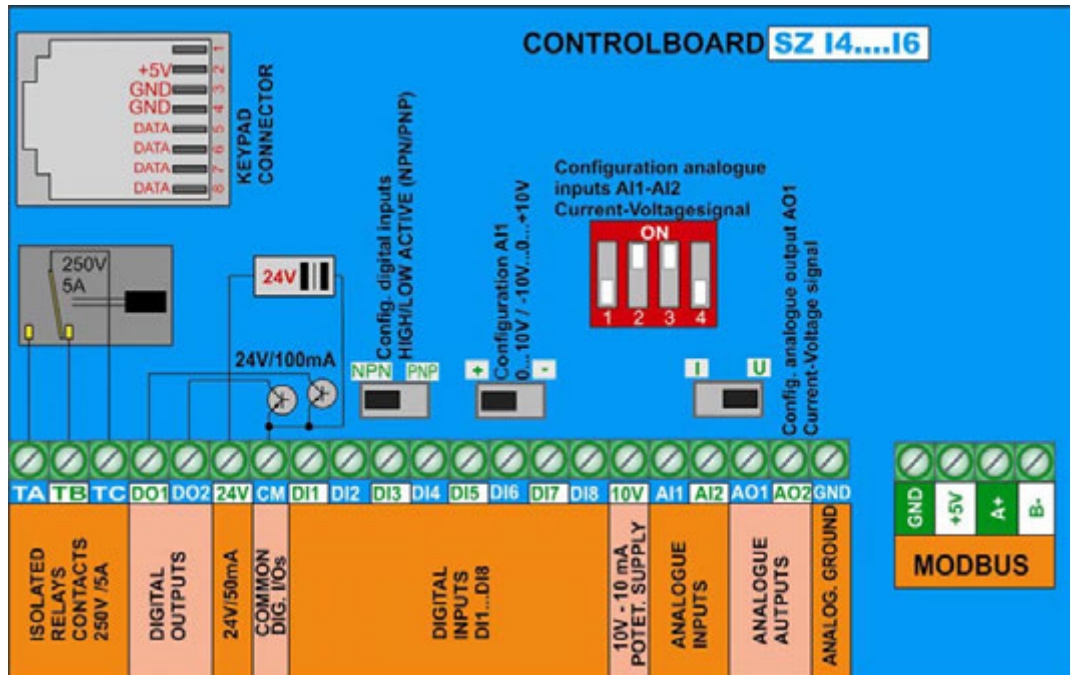 CONTROLBOARD SZ I4....I6
1
+5V 2
GND 3
GND 4
DATA 5
DATA 6
DATA 7
DATA 8
KEYPAD
CONNECTOR
250V
5A
24V
24V/100mA
Config. digital inputs
HIGH/LOW ACTIVE (NPN/PNP)
NPN PNP
Configuration AI1
0... 10V / -10V...0...+10V
+ -
Configuration analogue
inputs AI1-AI2
Current-Voltagesignal
ON
1 2 3 4
I U
Config. analogue output AO1
Current-Voltage signal
TA TB TC DO1 DO2 24V CM DI1 DI2 DI3 DI4 DI5 DI6 DI7 DI8 10V AI1 AI2 AO1 AO2 GND
ISOLATED
RELAYS
CONTACTS
250V /5A
DIGITAL
OUTPUTS
24V/50mA
COMMON
DIG. I/Os
DIGITAL
INPUTS
DI1...DI8
10V - 10 mA
POTET. SUPPLY
ANALOGUE
INPUTS
ANALOGUE
AUTPUTS
ANALOG. GROUND
GND +5V A+ B-
MODBUS